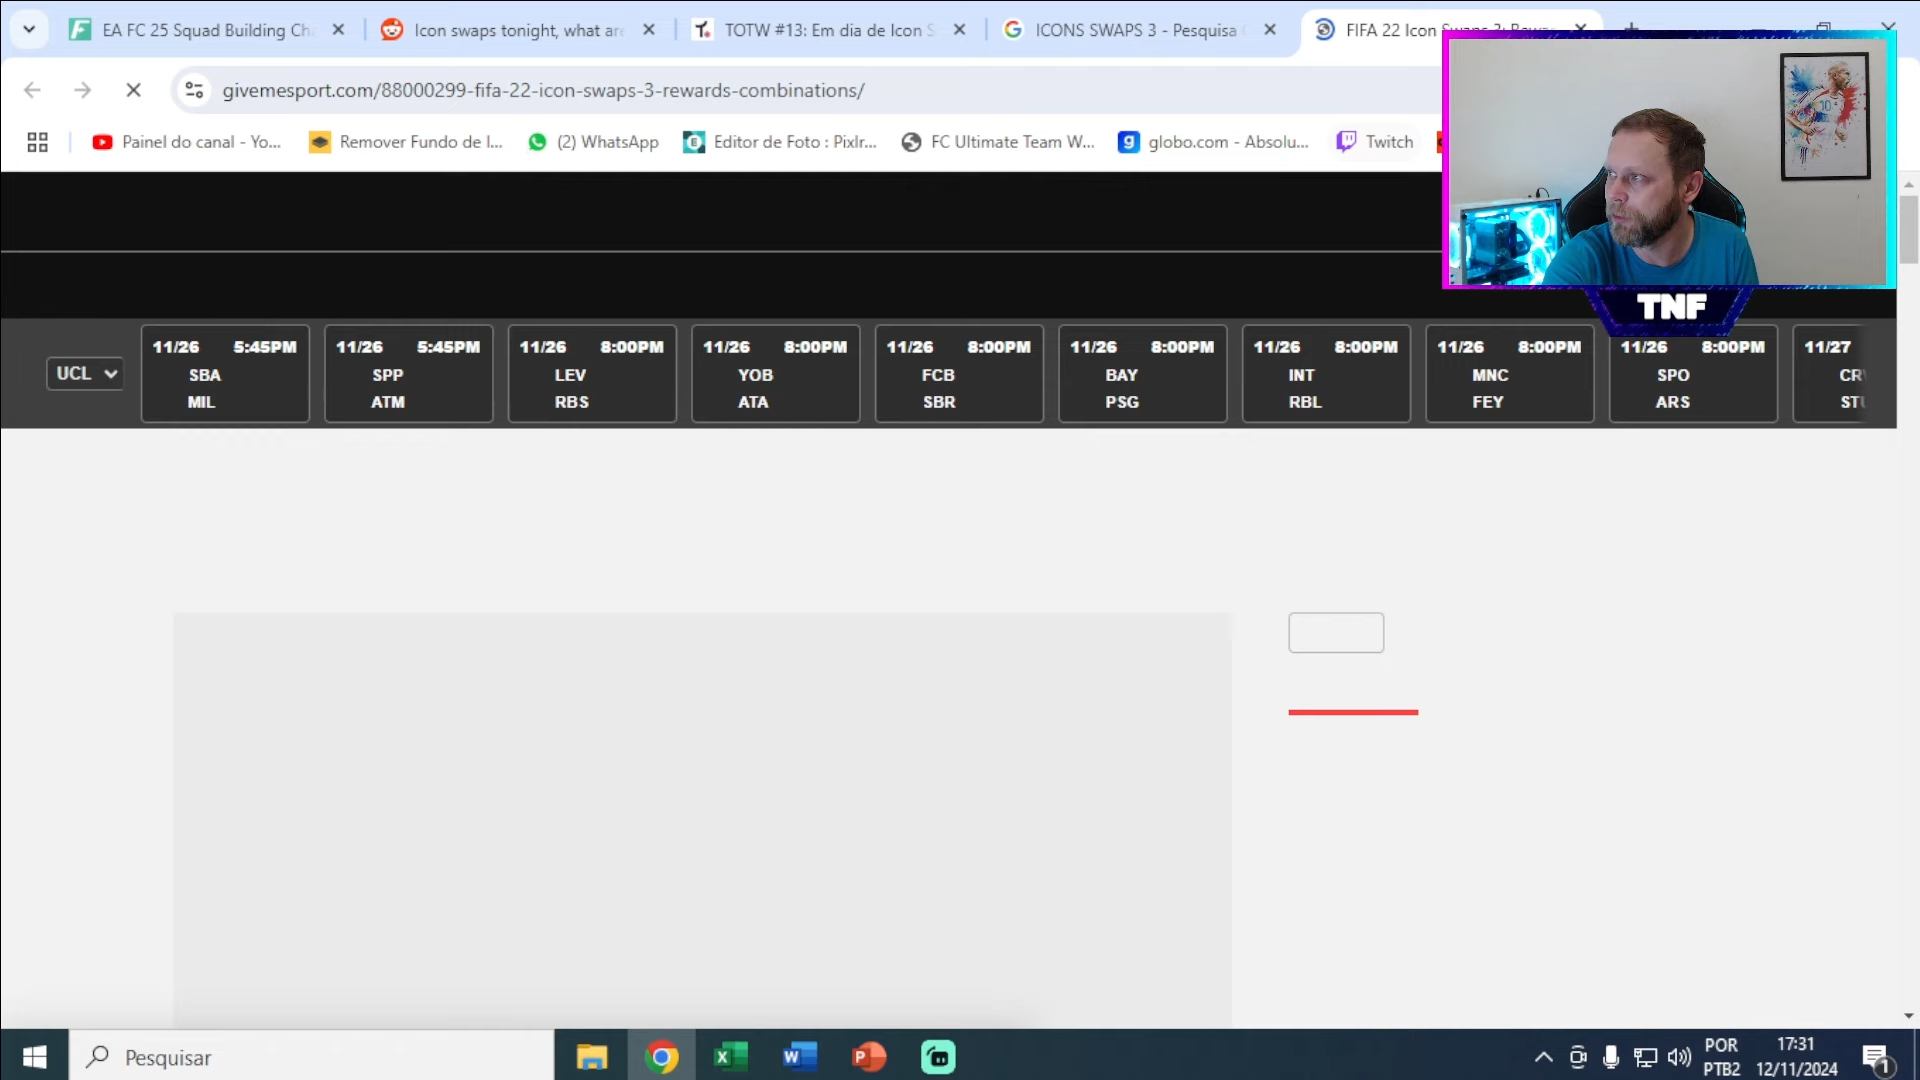 EA FC 25 Squad Building Ch
Icon swaps tonight, what are
TOTW #13: Em dia de Icon S
ICONS SWAPS 3 - Pesquisa
FIFA 22 Icon Swaps 3: Rewa
givemesport.com/88000299-fifa-22-icon-swaps-3-rewards-combinations/
Painel do canal - Yo...
Remover Fundo de I...
(2) WhatsApp
Editor de Foto : Pixlr...
FC Ultimate Team W...
globo.com - Absolu...
Twitch
10
TNF
UCL
11/26 5:45PM
SBA
MIL
11/26 5:45PM
SPP
ATM
11/26 8:00PM
LEV
RBS
11/26 8:00PM
YOB
ATA
11/26 8:00PM
FCB
SBR
11/26 8:00PM
BAY
PSG
11/26 8:00PM
INT
RBL
11/26 8:00PM
MNC
FEY
11/26 8:00PM
SPO
ARS
11/27
Pesquisar
POR
PTB2
17:31
12/11/2024
1